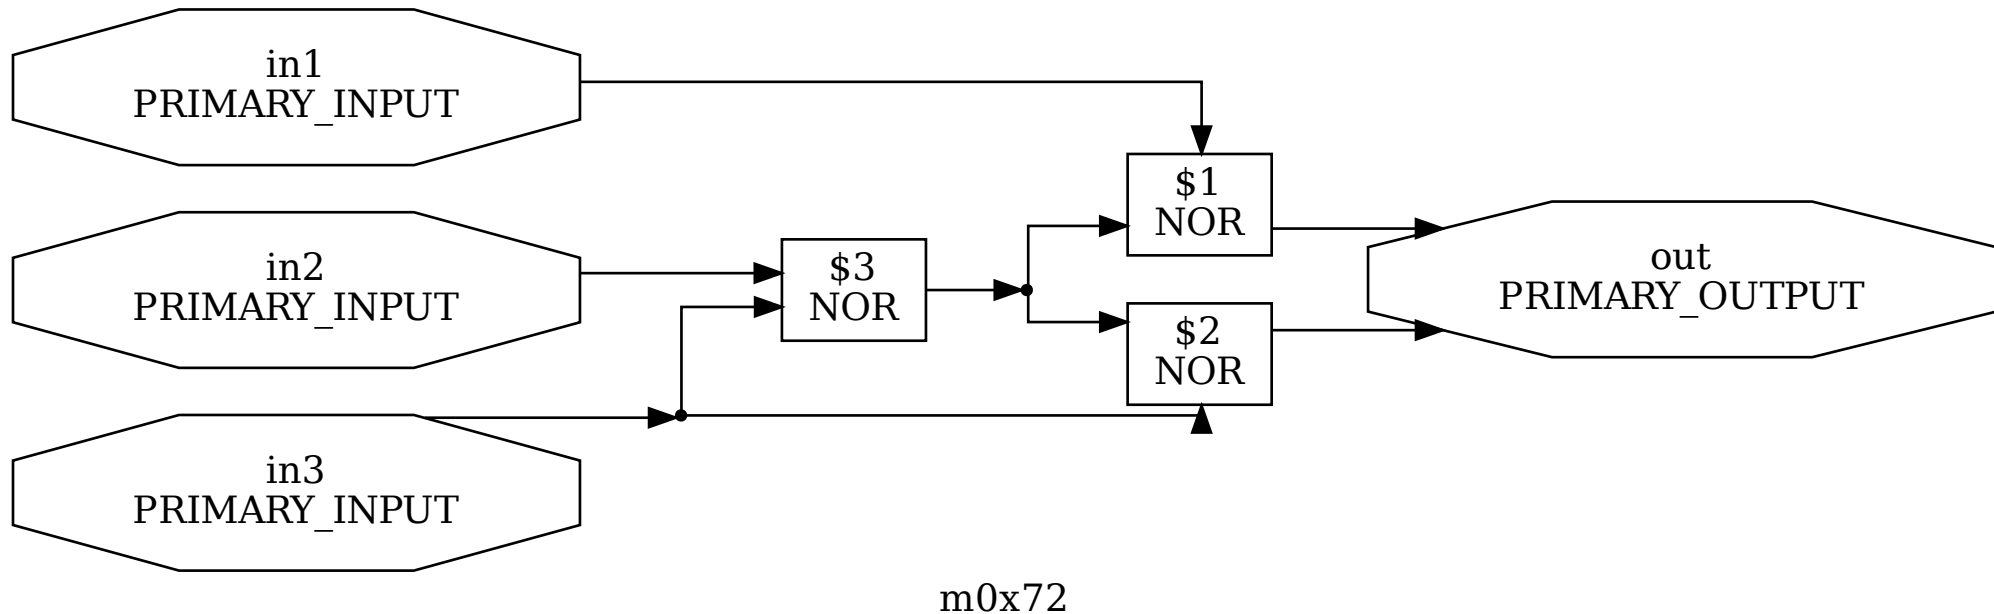 in1
PRIMARY_INPUT
in2
PRIMARY_INPUT
in3
PRIMARY_INPUT
$3
NOR
$1
NOR
$2
NOR
out
PRIMARY_OUTPUT
m0x72